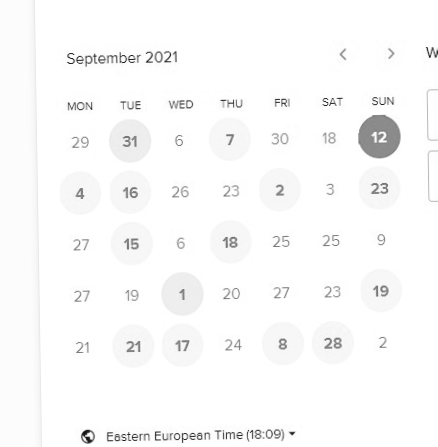 September 2021 < > W
MON TUE WED THU FRI SAT SUN
29 31 6 7 30 18 12
4 16 26 23 2 3 23
27 15 6 18 25 25 9
27 19 1 20 27 23 19
21 21 17 24 8 28 2
Eastern European Time (18:09)